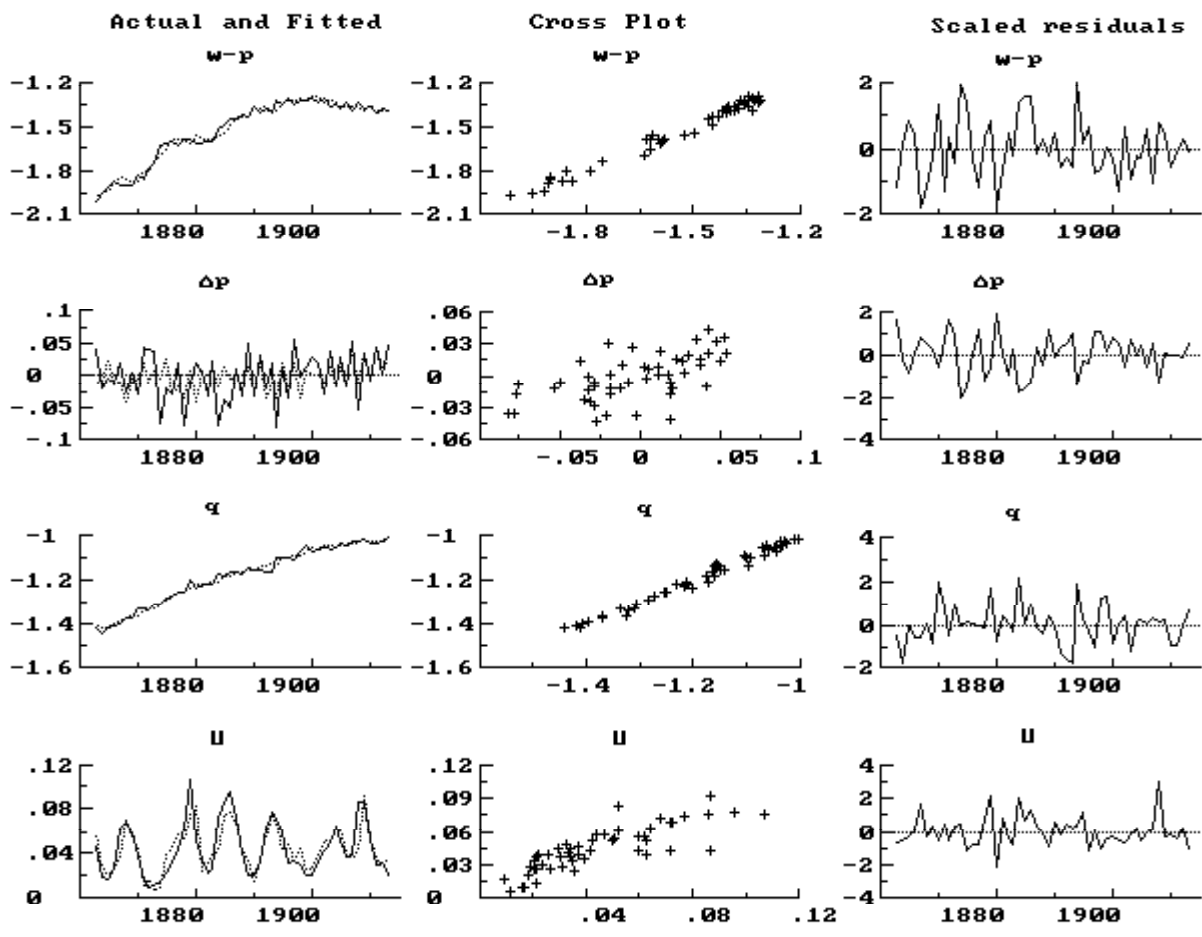 Actual and Fitted Cross Plot Scaled residuals
w-p w-p w-p
-1.2 -1.2 2
-1.5 -1.5
-1.8 -1.8 0
-2.1 -2.1 -2
1880 1900 -1.8 -1.5 -1.2 1880 1900
Δp Δp Δp
.1 .06 4
.05 .03 2
0 0 0
-.05 -.03 -2
-.1 -.06 -4
1880 1900 -.05 0 .05 .1 1880 1900
q q q
-1 -1 4
-1.2 -1.2 2
-1.4 -1.4 0
-1.6 -1.6 -2
1880 1900 -1.4 -1.2 -1 1880 1900
U U U
.12 .12 4
.08 .09 2
.04 .06 0
.03 -2
0 0 -4
1880 1900 .04 .08 .12 1880 1900